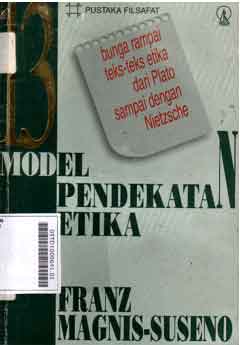 PUSTAKA FILSAFAT
bunga rampai
teks-teks etika
dari Plato
sampai dengan
Nietzsche
13
MODEL
PENDEKATAN
ETIKA
FRANZ
MAGNIS-SUSENO